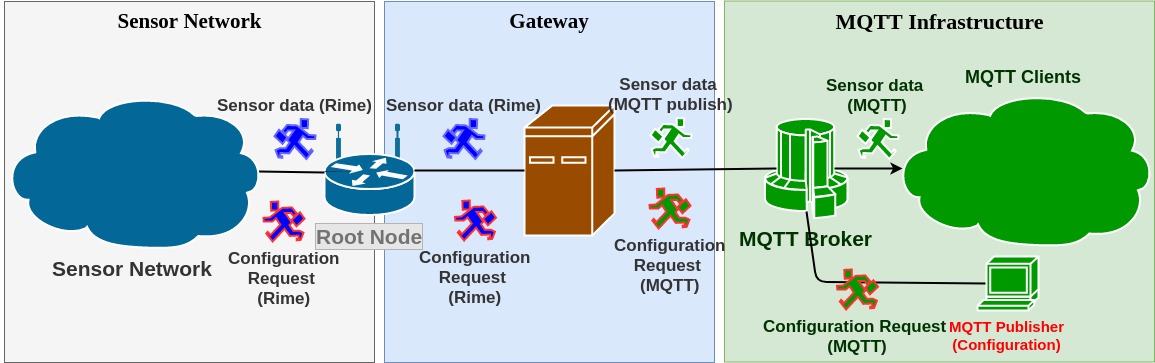 Sensor Network
Gateway
MQTT Infrastructure
Sensor data (Rime)
Sensor data (Rime)
Sensor data
(MQTT publish)
Sensor data
(MQTT)
MQTT Clients
Root Node
Sensor Network
Configuration
Request
(Rime)
Configuration
Request
(Rime)
Configuration
Request
(MQTT)
MQTT Broker
Configuration Request
(MQTT)
MQTT Publisher
(Configuration)